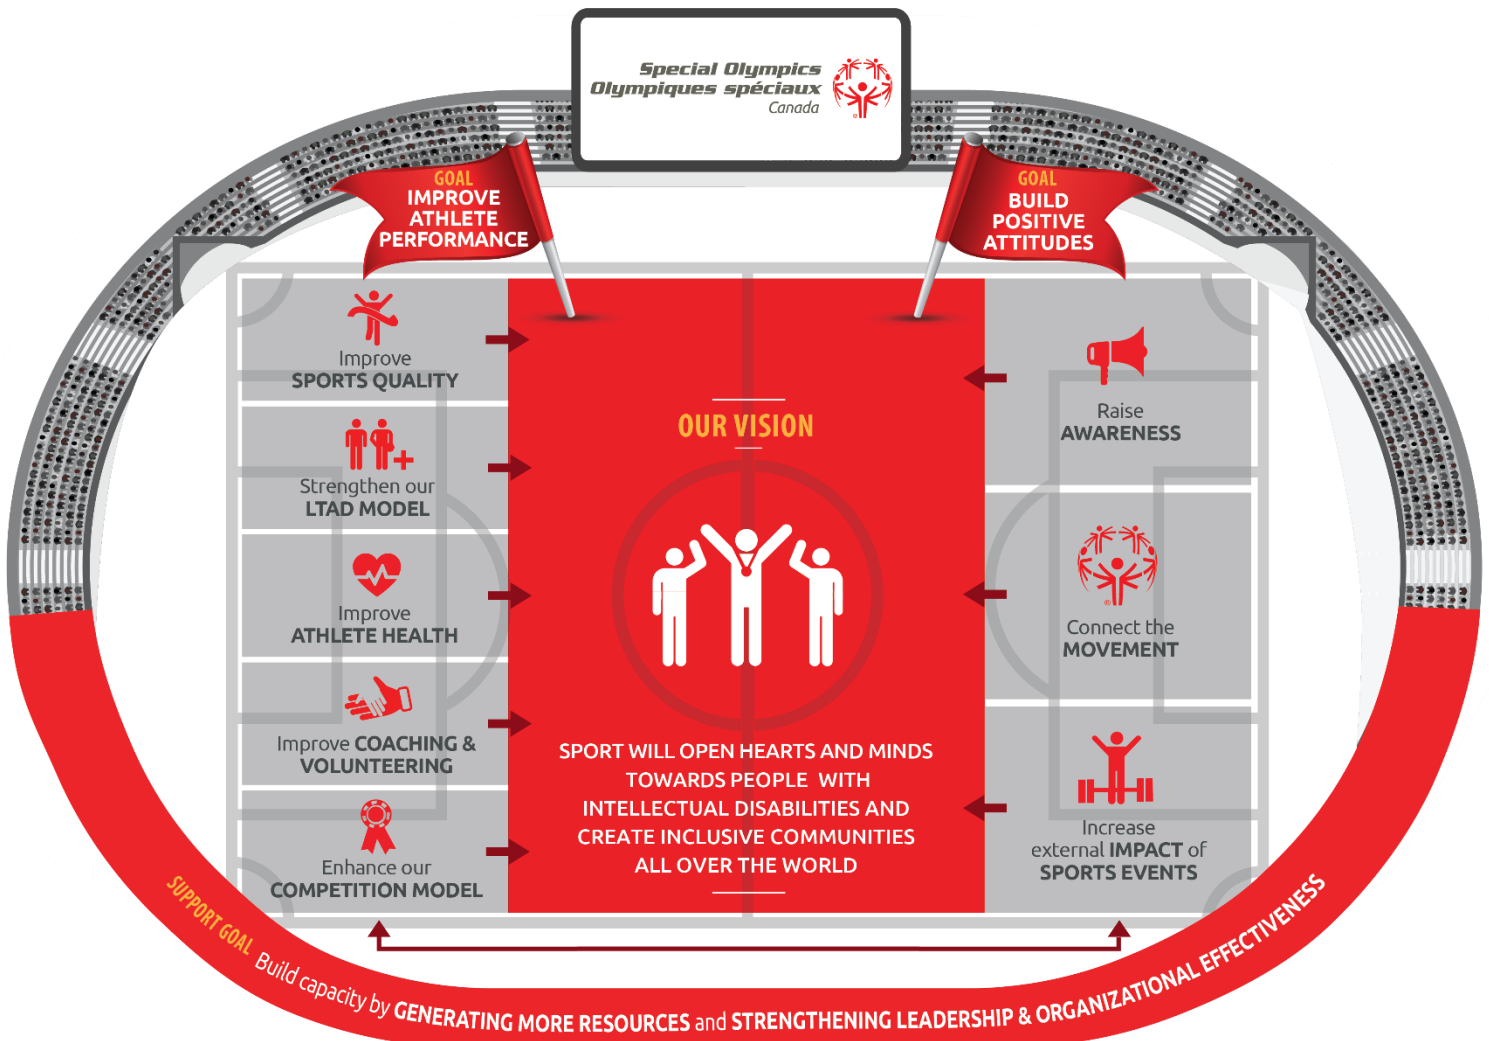 Special Olympics
Olympiques spéciaux
Canada
GOAL
IMPROVE
ATHLETE
PERFORMANCE
GOAL
BUILD
POSITIVE
ATTITUDES
Improve
SPORTS QUALITY
Strengthen our
LTAD MODEL
Improve
ATHLETE HEALTH
Improve COACHING &
VOLUNTEERING
Enhance our
COMPETITION MODEL
OUR VISION
SPORT WILL OPEN HEARTS AND MINDS
TOWARDS PEOPLE WITH
INTELLECTUAL DISABILITIES AND
CREATE INCLUSIVE COMMUNITIES
ALL OVER THE WORLD
Raise
AWARENESS
Connect the
MOVEMENT
Increase
external IMPACT of
SPORTS EVENTS
SUPPORT GOAL Build capacity by GENERATING MORE RESOURCES and STRENGTHENING LEADERSHIP & ORGANIZATIONAL EFFECTIVENESS